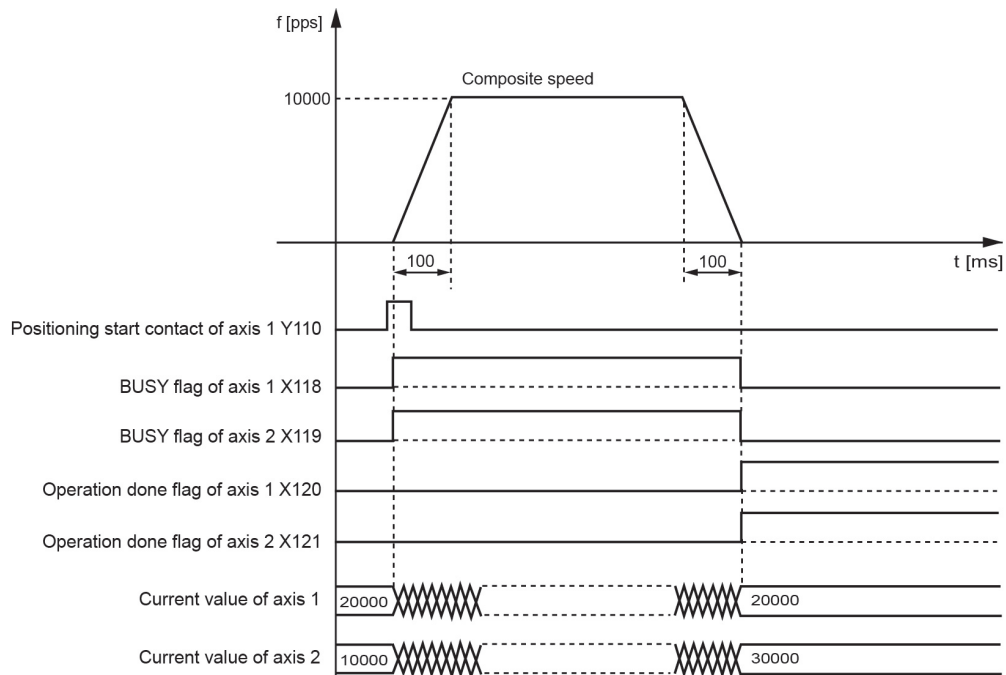 f [pps]
Composite speed
10000
t [ms]
100
100
Positioning start contact of axis 1 Y110
BUSY flag of axis 1 X118
BUSY flag of axis 2 X119
Operation done flag of axis 1 X120
Operation done flag of axis 2 X121
Current value of axis 1
20000
20000
Current value of axis 2
10000
30000